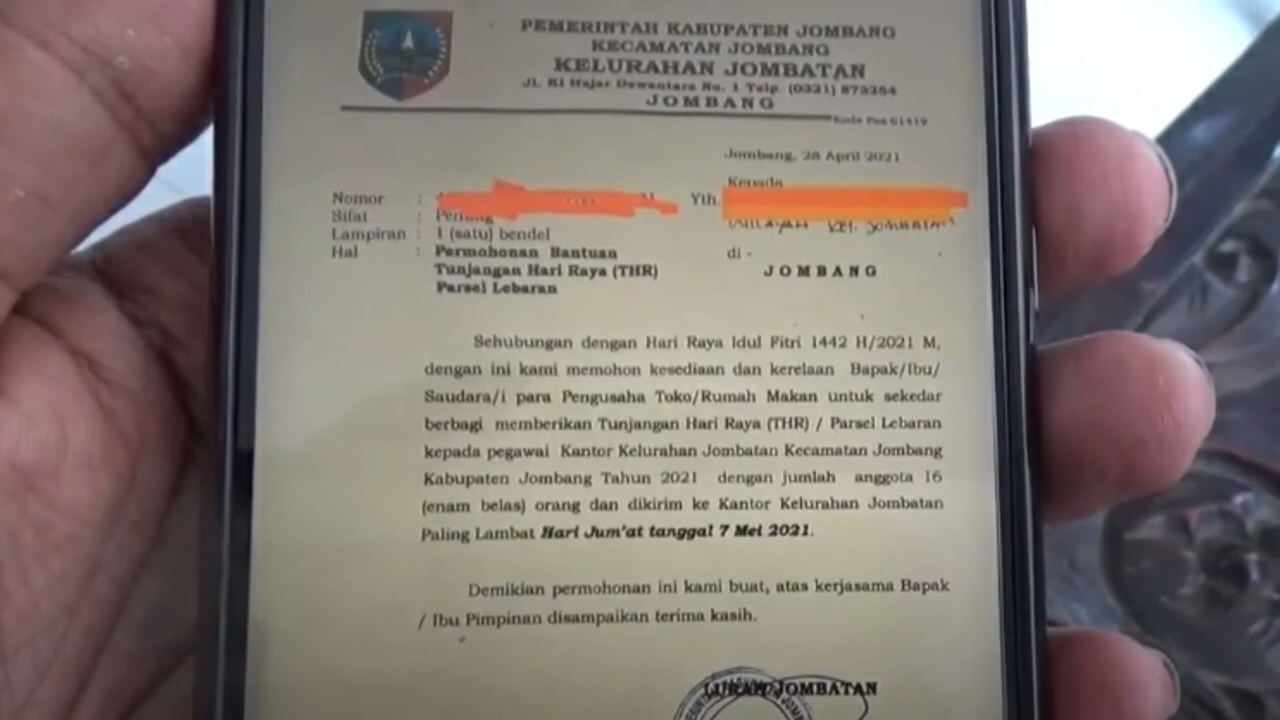 PEMERINTAH KABUPATEN JOMBANG
KECAMATAN JOMBANG
KELURAHAN JOMBATAN
Jl. Ki Hajar Dewantara No. 1 Telp. (0321) 873254
JOMBANG
Kode Pos 61419
Jombang, 28 April 2021
Kepada
Nomor :
Yth.
Sifat : Penting
Lampiran : 1 (satu) bendel
Hal : Permohonan Bantuan
Tunjangan Hari Raya (THR)
Parsel Lebaran
WILAYAH KEL. JOMBATAN
di -
JOMBANG
Sehubungan dengan Hari Raya Idul Fitri 1442 H/2021 M,
dengan ini kami memohon kesediaan dan kerelaan Bapak/Ibu/
Saudara/i para Pengusaha Toko/Rumah Makan untuk sekedar
berbagi memberikan Tunjangan Hari Raya (THR) / Parsel Lebaran
kepada pegawai Kantor Kelurahan Jombatan Kecamatan Jombang
Kabupaten Jombang Tahun 2021 dengan jumlah anggota 16
(enam belas) orang dan dikirim ke Kantor Kelurahan Jombatan
Paling Lambat Hari Jum'at tanggal 7 Mei 2021.
Demikian permohonan ini kami buat, atas kerjasama Bapak
/ Ibu Pimpinan disampaikan terima kasih.
LURAH JOMBATAN